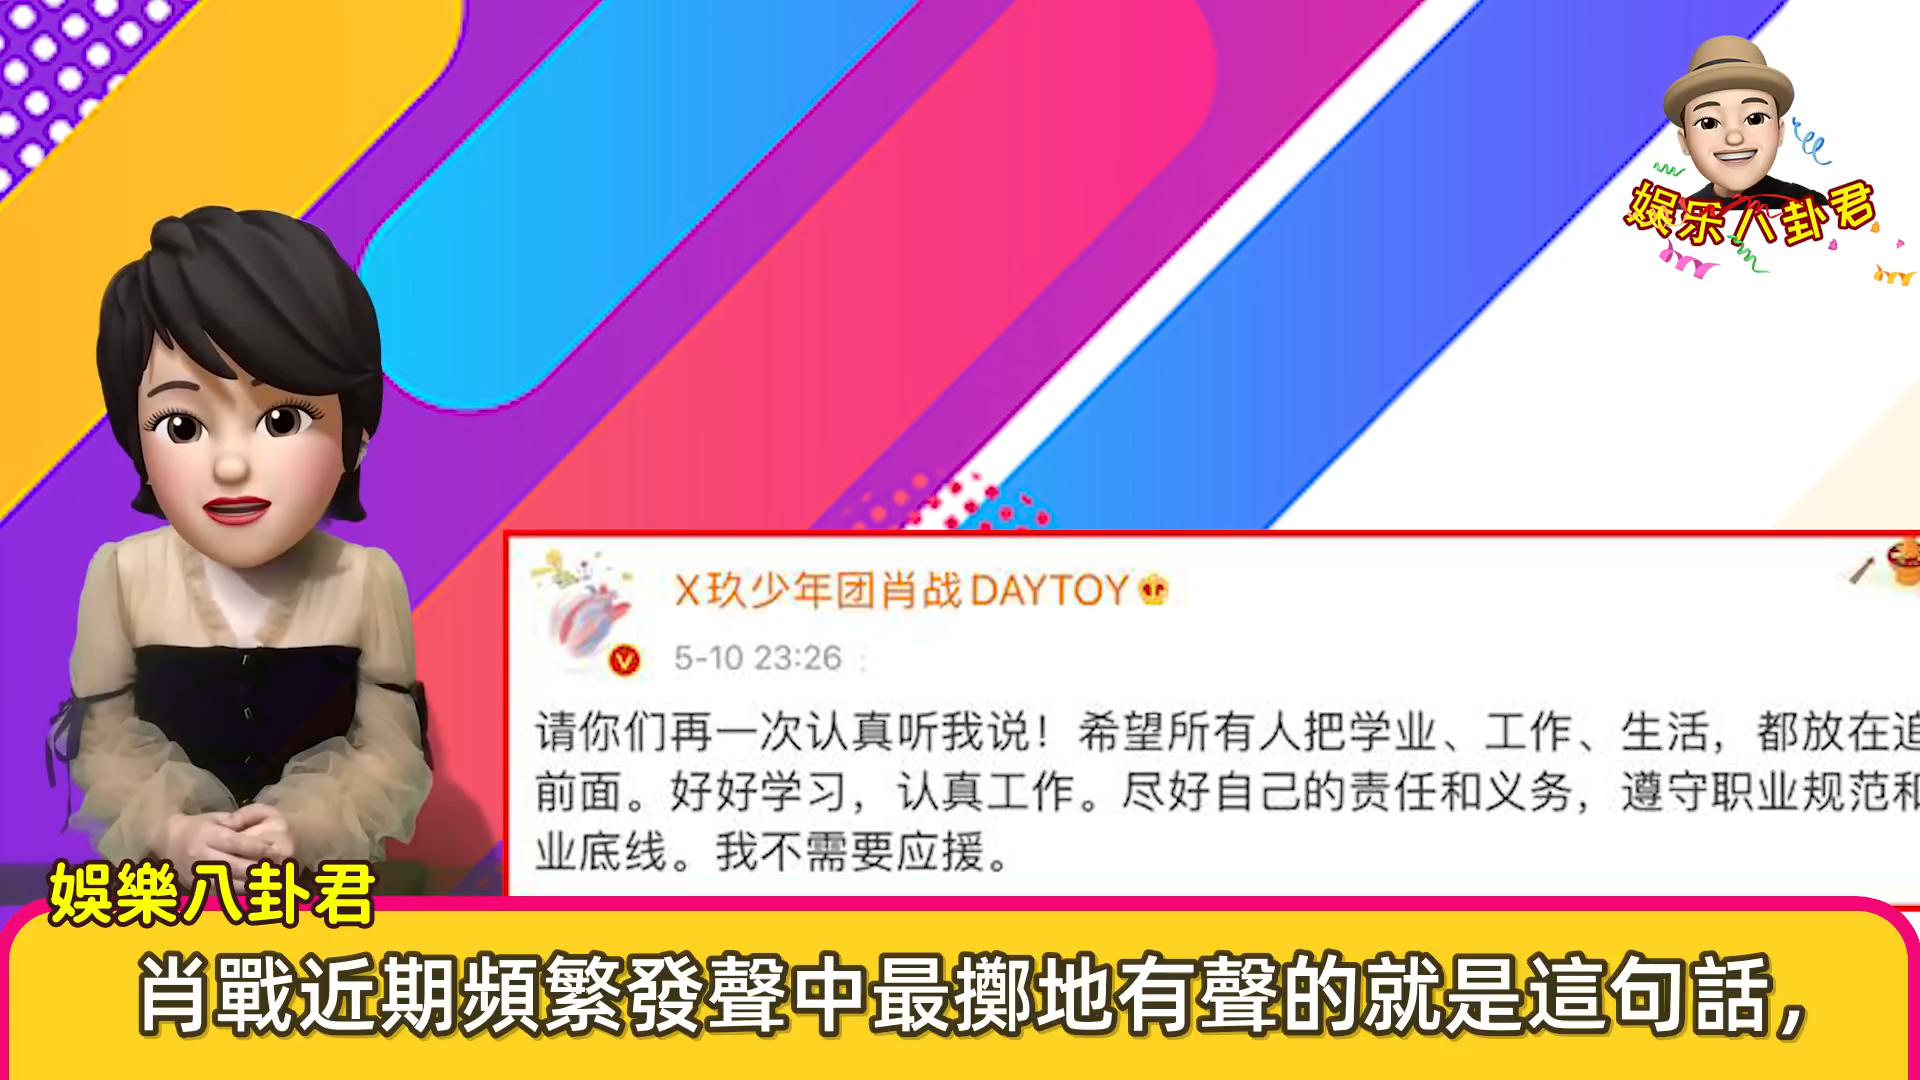 娱乐八卦君
X玖少年团肖战DAYTOY
5-10 23:26
请你们再一次认真听我说！希望所有人把学业、工作、生活，都放在追
前面。好好学习，认真工作。尽好自己的责任和义务，遵守职业规范和
业底线。我不需要应援。
娛樂八卦君
肖戰近期頻繁發聲中最擲地有聲的就是這句話，